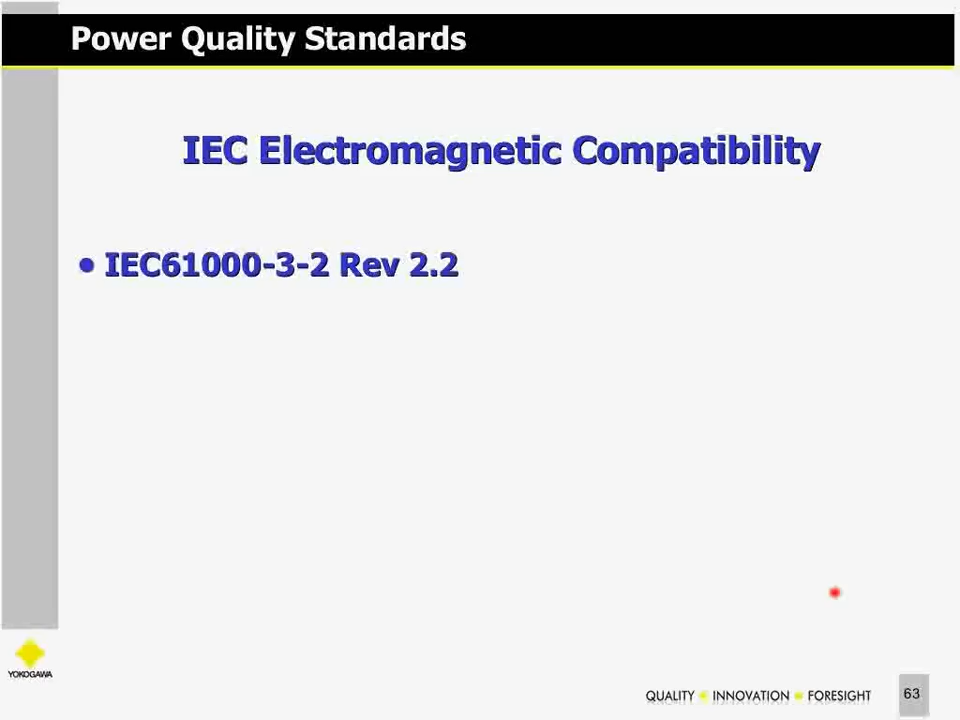 Power Quality Standards
IEC Electromagnetic Compatibility
• IEC61000-3-2 Rev 2.2
YOKOGAWA
QUALITY INNOVATION FORESIGHT
63